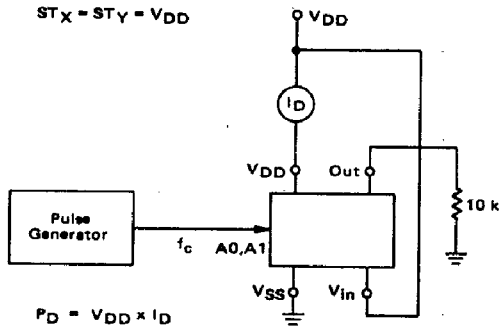 STX = STY = VDD
VDD
ID
VDD
Out
10 k
Pulse
Generator
fc
A0,A1
VSS
Vin
PD = VDD x ID